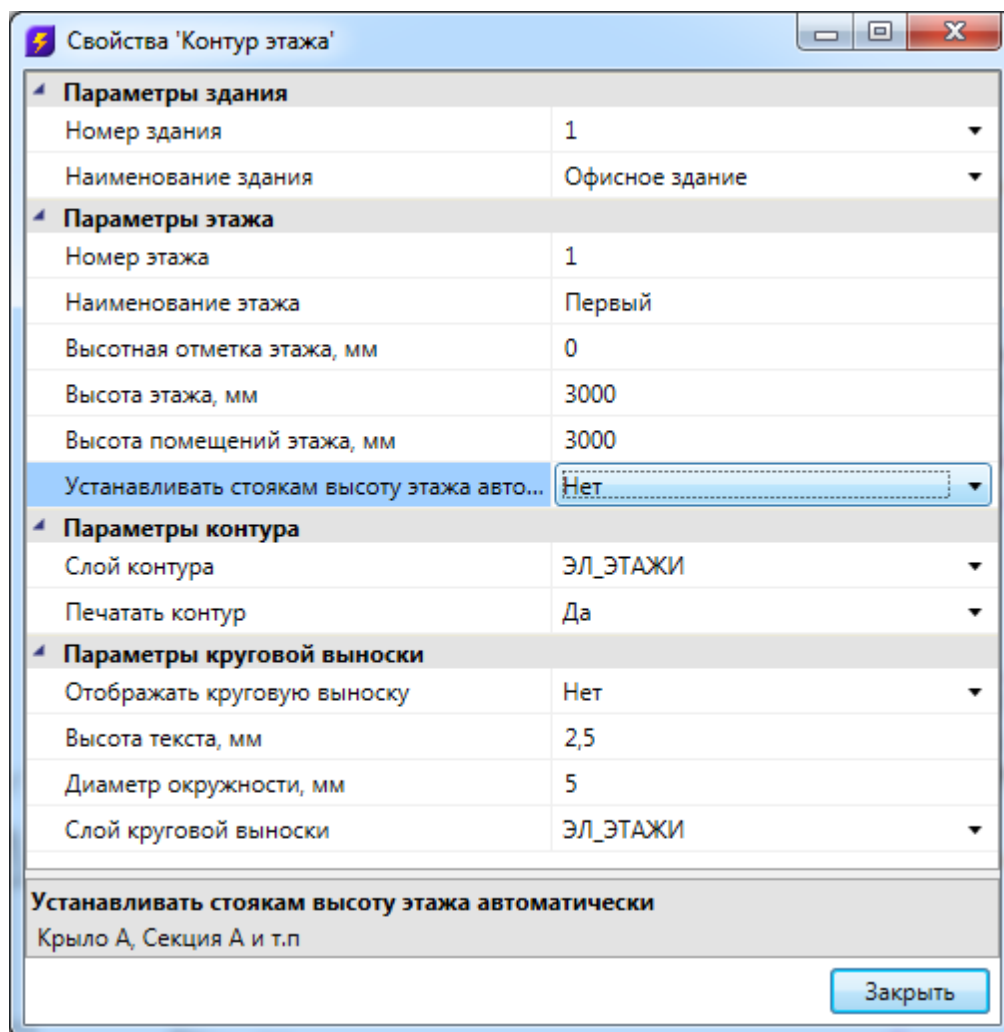 Свойства 'Контур этажа'
Параметры здания
Номер здания 1
Наименование здания Офисное здание
Параметры этажа
Номер этажа 1
Наименование этажа Первый
Высотная отметка этажа, мм 0
Высота этажа, мм 3000
Высота помещений этажа, мм 3000
Устанавливать стоякам высоту этажа авто... Нет
Параметры контура
Слой контура ЭЛ_ЭТАЖИ
Печатать контур Да
Параметры круговой выноски
Отображать круговую выноску Нет
Высота текста, мм 2,5
Диаметр окружности, мм 5
Слой круговой выноски ЭЛ_ЭТАЖИ
Устанавливать стоякам высоту этажа автоматически
Крыло А, Секция А и т.п
Закрыть